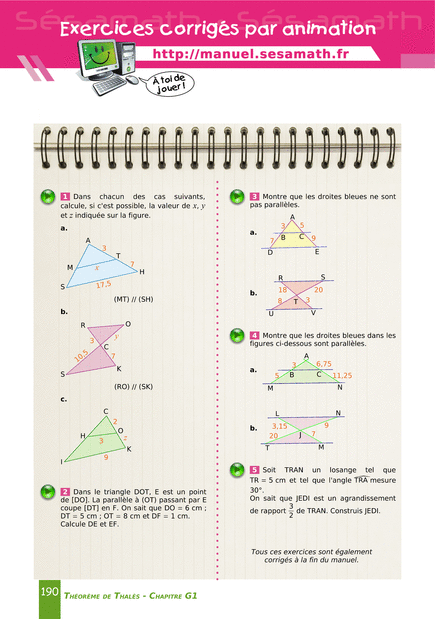 Exercices corrigés par animation
http://manuel.sesamath.fr
À toi de
jouer!
1 Dans chacun des cas suivants,
calcule, si c'est possible, la valeur de x, y
et z indiquée sur la figure.
a.
A
3
T
M
x
7
H
S
17,5
(MT) // (SH)
b.
R
O
3
y
C
10,5
7
K
S
(RO) // (SK)
c.
C
2
H
O
3
z
K
I
9
2 Dans le triangle DOT, E est un point
de [DO]. La parallèle à (OT) passant par E
coupe [DT] en F. On sait que DO = 6 cm ;
DT = 5 cm ; OT = 8 cm et DF = 1 cm.
Calcule DE et EF.
3 Montre que les droites bleues ne sont
pas parallèles.
a.
A
3
5
B
C
7
9
D
E
b.
R
S
18
20
T
8
3
U
V
4 Montre que les droites bleues dans les
figures ci-dessous sont parallèles.
a.
A
3
6,75
B
C
5
11,25
M
N
b.
L
N
3,15
9
J
20
7
T
M
5 Soit TRAN un losange tel que
TR = 5 cm et tel que l'angle TRA mesure
30°.
On sait que JEDI est un agrandissement
de rapport 3/2 de TRAN. Construis JEDI.
Tous ces exercices sont également
corrigés à la fin du manuel.
190 THÉORÈME DE THALÈS - CHAPITRE G1